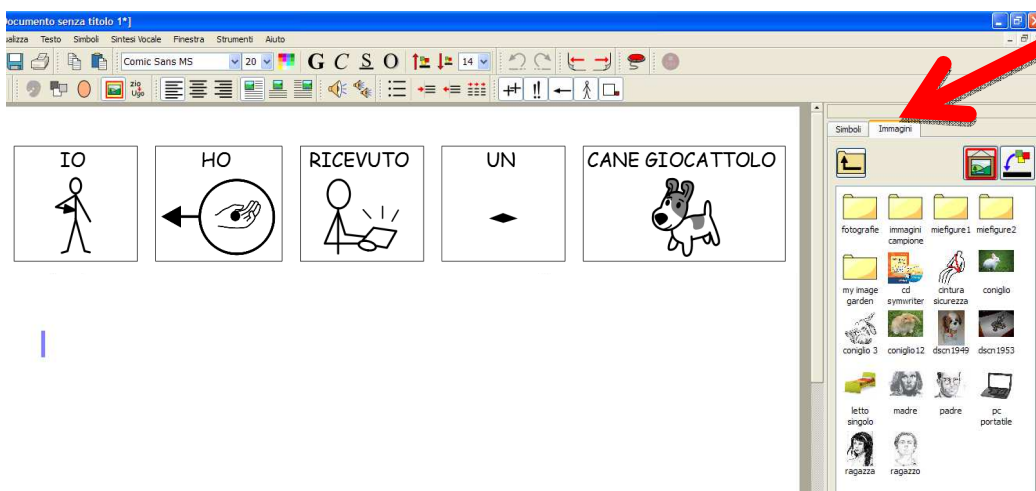 ocumento senza titolo 1*]
alizza Testo Simboli Sintesi Vocale Finestra Strumenti Aiuto
Comic Sans MS 20 G C S O 14
zio Ugo
Simboli Immagini
IO HO RICEVUTO UN CANE GIOCATTOLO
fotografie immagini campione miefigure1 miefigure2
my image garden cd symwriter cintura sicurezza coniglio
coniglio 3 coniglio12 dscn1949 dscn1953
letto singolo madre padre pc portatile
ragazza ragazzo